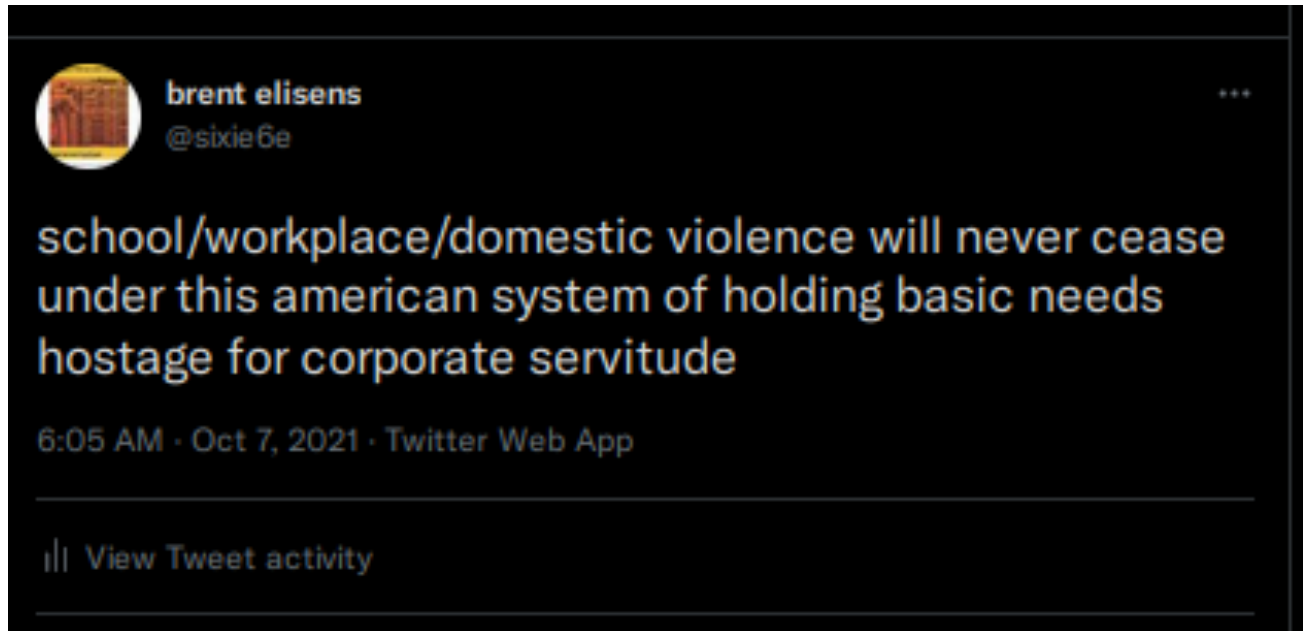 brent elisens
@sixie6e
school/workplace/domestic violence will never cease
under this american system of holding basic needs
hostage for corporate servitude
6:05 AM · Oct 7, 2021 · Twitter Web App
View Tweet activity